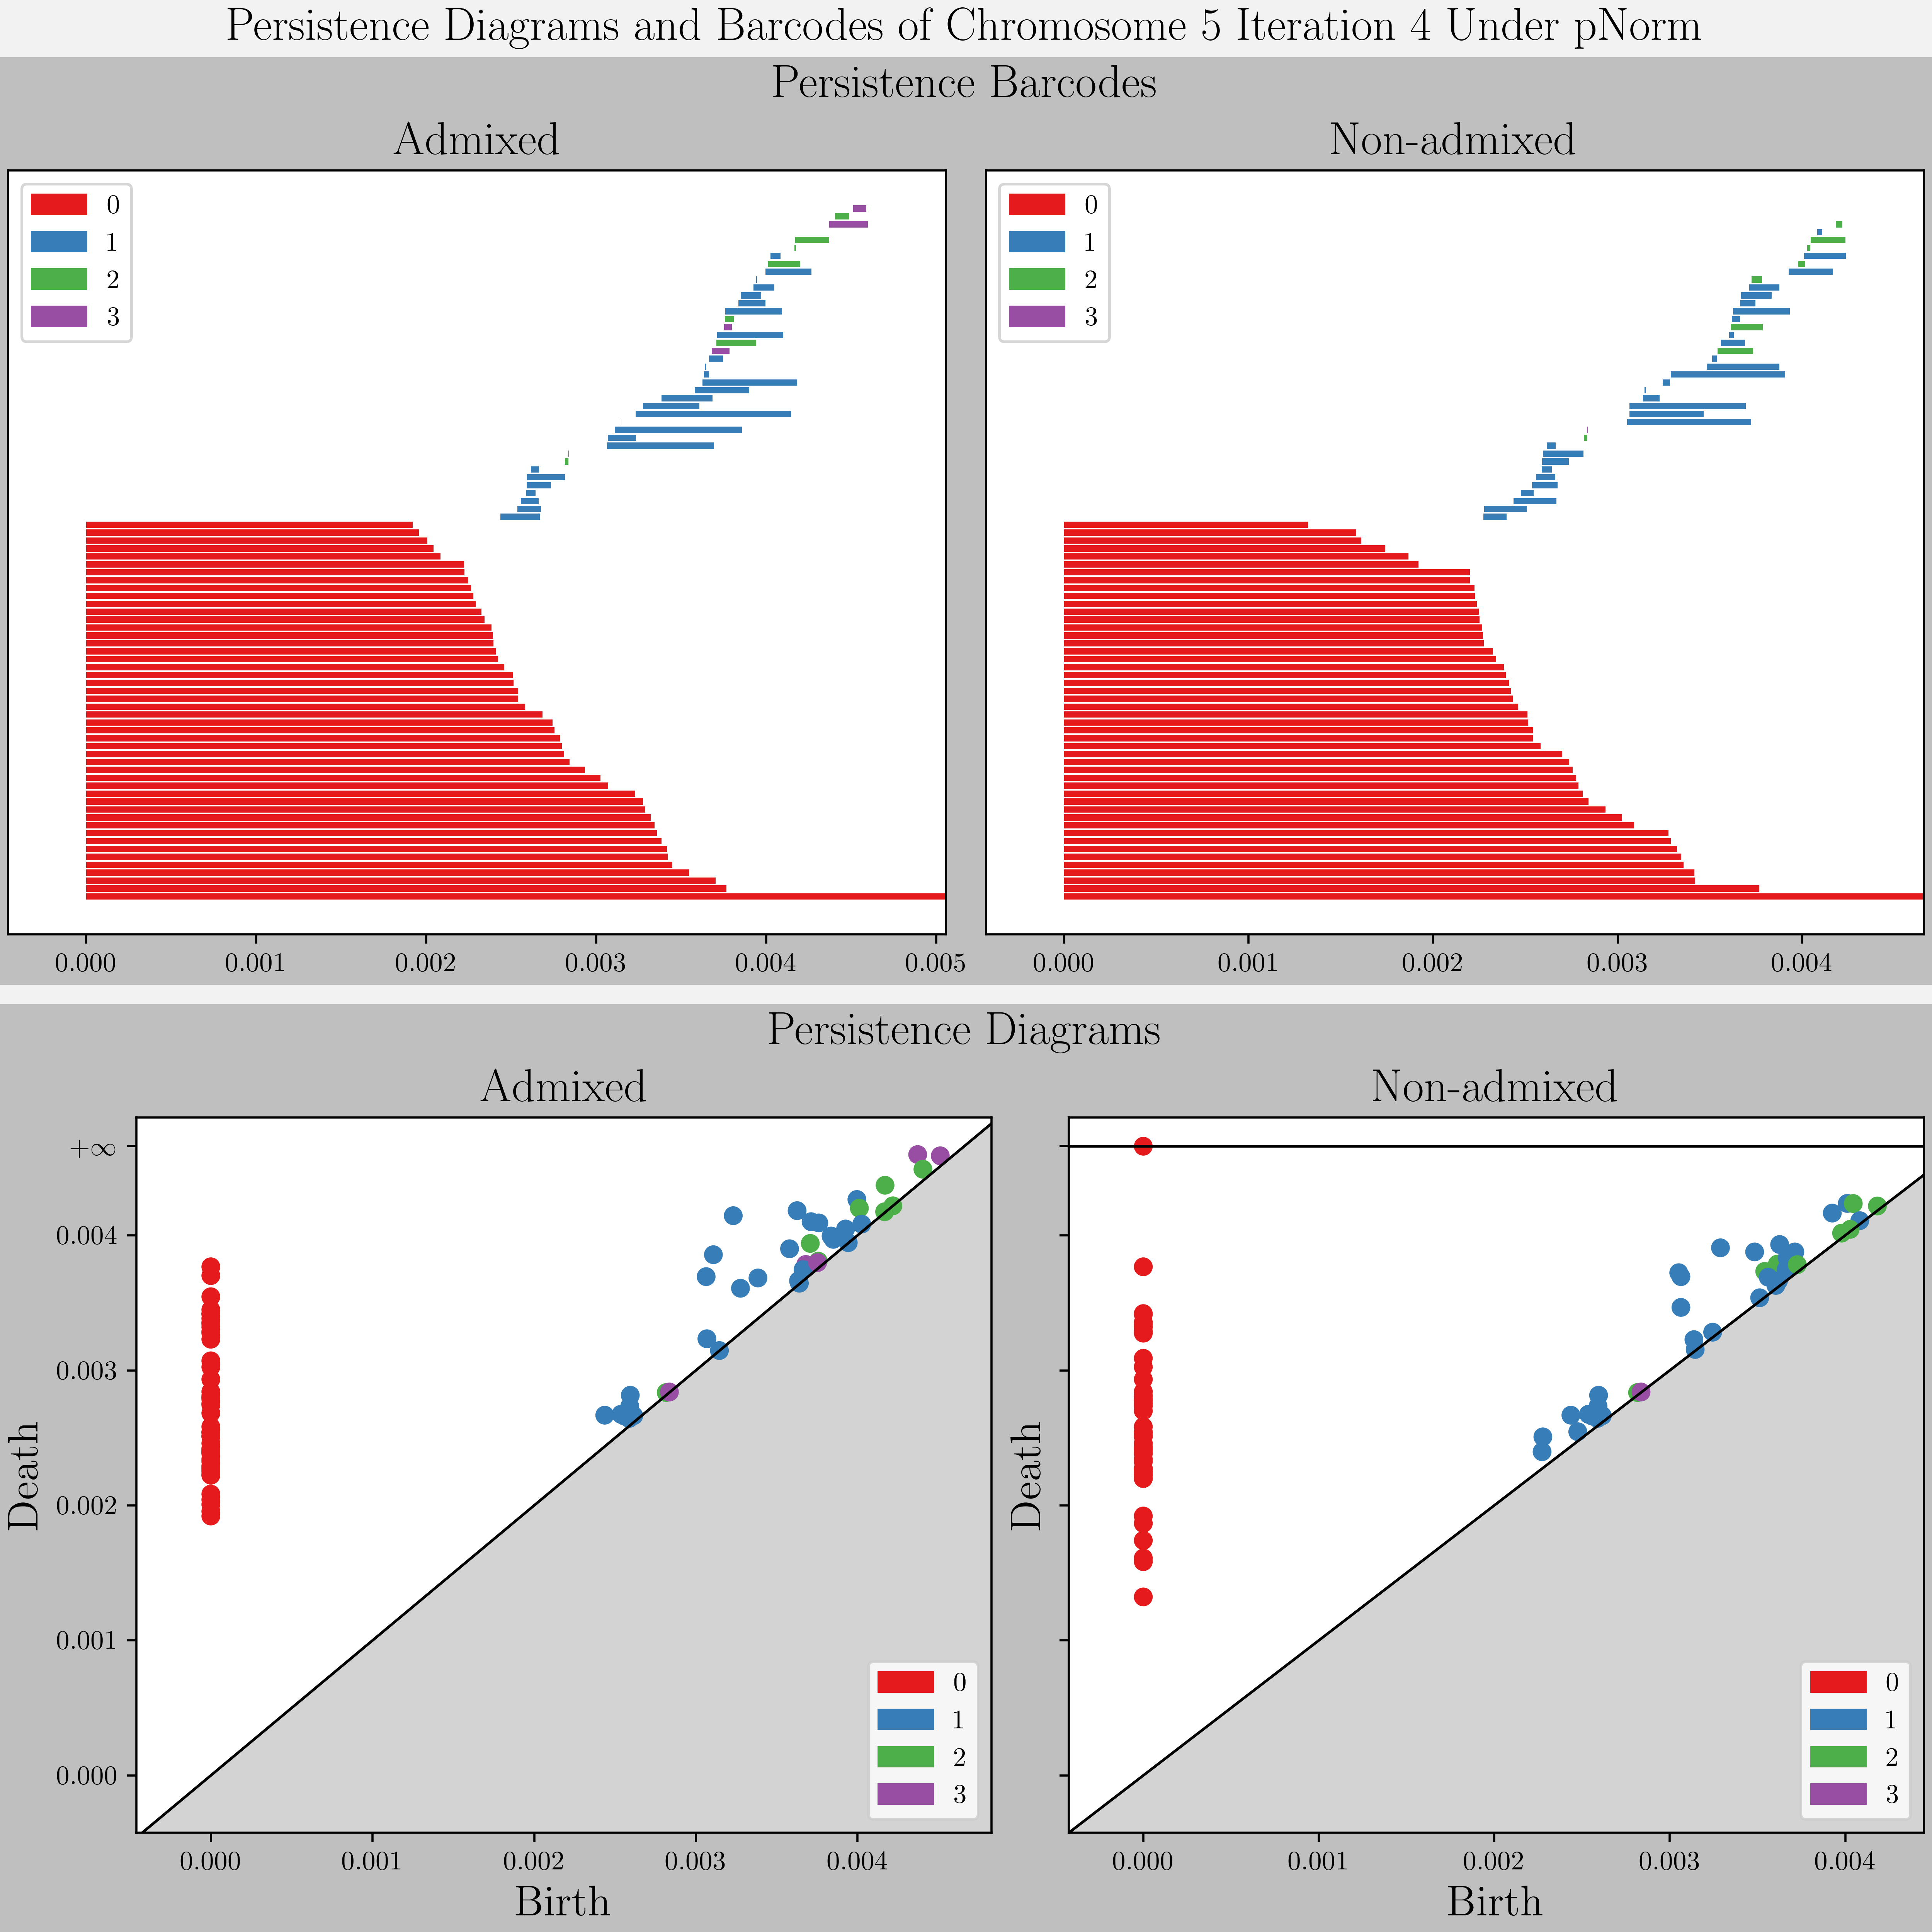 Persistence Diagrams and Barcodes of Chromosome 5 Iteration 4 Under pNorm
Persistence Barcodes
Admixed
Non-admixed
0
1
2
3
0
1
2
3
0.000 0.001 0.002 0.003 0.004 0.005
0.000 0.001 0.002 0.003 0.004
Persistence Diagrams
Admixed
Non-admixed
+∞
0.004
0.003
0.002
0.001
0.000
Death
Death
0
1
2
3
0
1
2
3
0.000 0.001 0.002 0.003 0.004
0.000 0.001 0.002 0.003 0.004
Birth
Birth